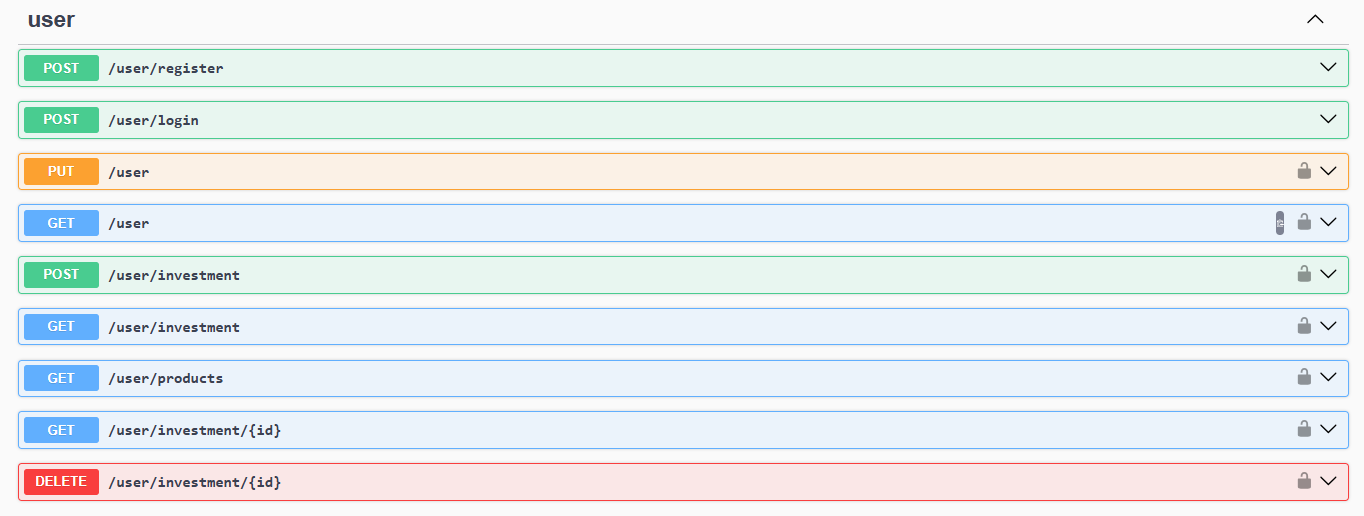 user
POST /user/register
POST /user/login
PUT /user
GET /user
POST /user/investment
GET /user/investment
GET /user/products
GET /user/investment/{id}
DELETE /user/investment/{id}